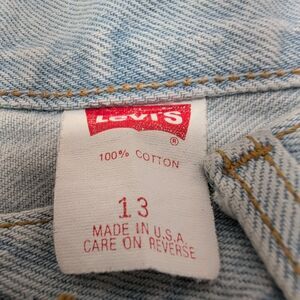 Levi's
®
100% COTTON
13
MADE IN U.S.A
CARE ON REVERSE